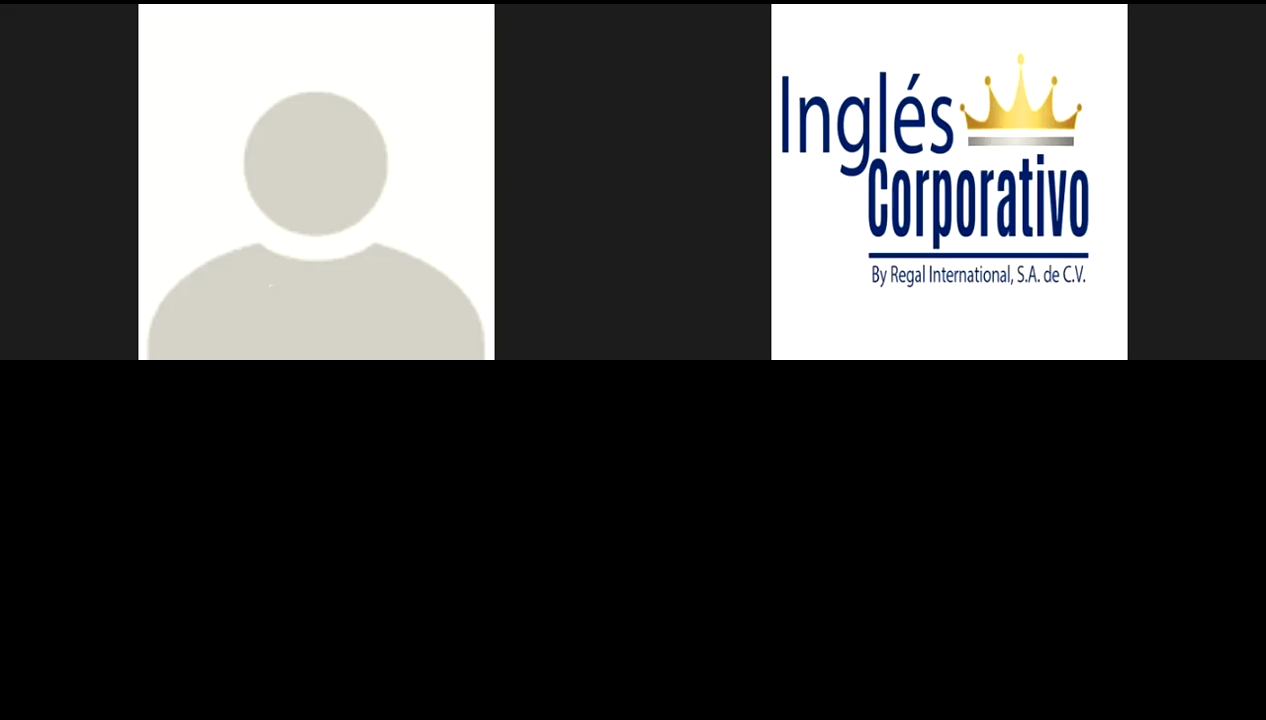 Inglés
Corporativo
By Regal International, S.A. de C.V.